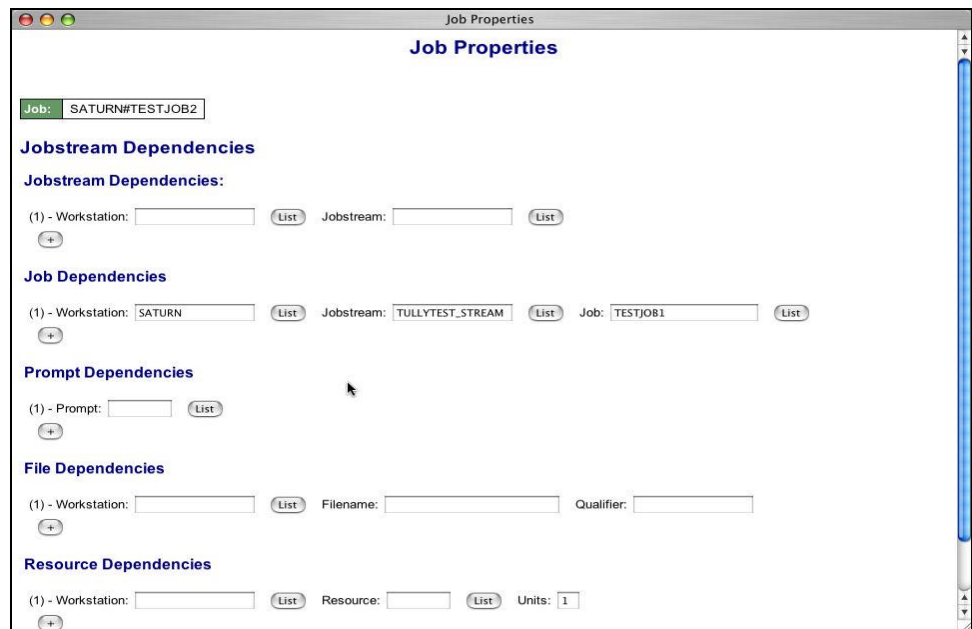 Job Properties
Job Properties
Job: SATURN#TESTJOB2
Jobstream Dependencies
Jobstream Dependencies:
(1) - Workstation: List Jobstream: List
+
Job Dependencies
(1) - Workstation: SATURN List Jobstream: TULLYTEST_STREAM List Job: TESTJOB1 List
+
Prompt Dependencies
(1) - Prompt: List
+
File Dependencies
(1) - Workstation: List Filename: Qualifier:
+
Resource Dependencies
(1) - Workstation: List Resource: List Units: 1
+